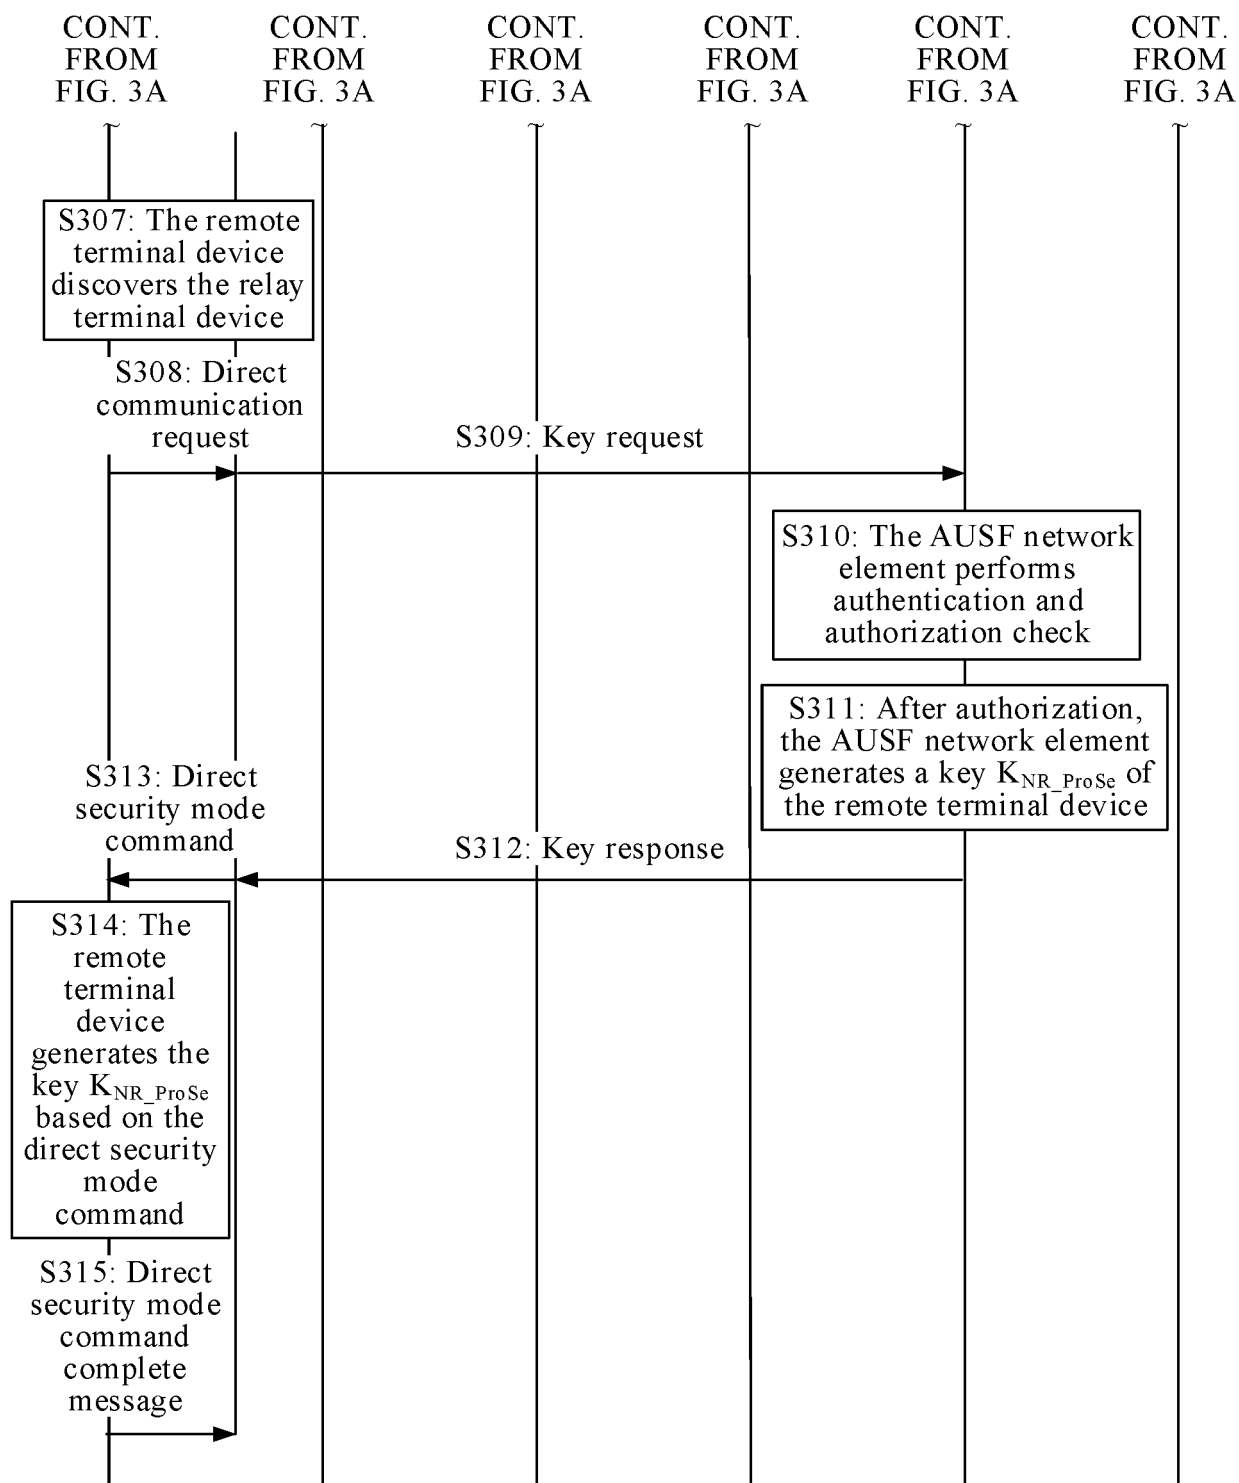 CONT.
FROM
FIG. 3A
CONT.
FROM
FIG. 3A
CONT.
FROM
FIG. 3A
CONT.
FROM
FIG. 3A
CONT.
FROM
FIG. 3A
CONT.
FROM
FIG. 3A
S307: The remote
terminal device
discovers the relay
terminal device
S308: Direct
communication
request
S309: Key request
S310: The AUSF network
element performs
authentication and
authorization check
S311: After authorization,
the AUSF network element
generates a key K_NR_ProSe of
the remote terminal device
S313: Direct
security mode
command
S312: Key response
S314: The
remote
terminal
device
generates the
key K_NR_ProSe
based on the
direct security
mode
command
S315: Direct
security mode
command
complete
message